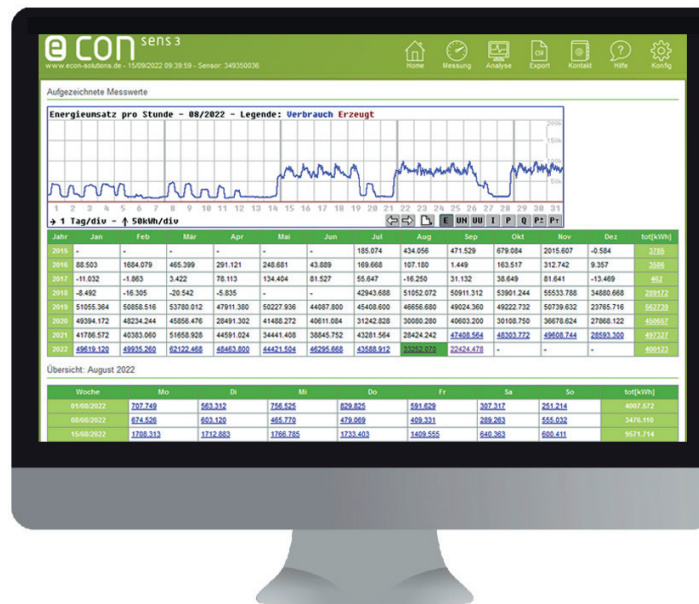 e con sens 3
www.econ-solutions.de - 15/09/2022 09:39:59 - Sensor: 349350036
Home Messung Analyse Export Kontakt Hilfe Konfig
Aufgezeichnete Messwerte
Energieumsatz pro Stunde - 08/2022 - Legende: Verbrauch Erzeugt
200k
150k
100k
50k
1 2 3 4 5 6 7 8 9 10 11 12 13 14 15 16 17 18 19 20 21 22 23 24 25 26 27 28 29 30 31
→ 1 Tag/div - ↑ 50kWh/div E UN UU I P Q
Jahr Jan Feb Mär Apr Mai Jun Jul Aug Sep Okt Nov Dez tot[kWh]
2015 - - - - - - 185.074 434.056 471.529 679.084 2015.607 -0.584 3785
2016 88.503 1684.079 465.399 291.121 248.681 43.889 169.668 107.180 1.449 163.517 312.742 9.357 3586
2017 -11.032 -1.863 3.422 78.113 134.404 81.527 55.647 -16.250 31.132 38.649 81.641 -13.469 462
2018 -8.492 -16.305 -20.542 -5.835 - - 42943.688 51052.072 50911.312 53901.244 55533.788 34880.668 289172
2019 51055.364 50858.516 53780.012 47911.380 50227.936 44087.800 45408.600 46656.680 49024.360 49222.732 50739.632 23765.716 562739
2020 49394.172 48234.244 45856.476 28491.302 41488.272 40611.084 31242.828 30080.280 40603.200 30108.750 36678.624 27868.122
2021 41786.572 40383.060 51658.928 44591.024 34441.408 38845.752 43281.564 28424.242 47408.564 48303.772 49608.744 28593.300 497327
2022 49619.120 49935.260 62122.468 48463.800 44421.504 46295.668 43588.912 33252.070 22424.478 - - - 400123
Übersicht: August 2022
Woche Mo Di Mi Do Fr Sa So tot[kWh]
01/08/2022 707.749 563.312 756.525 829.825 591.629 307.317 251.214 4007.572
08/08/2022 674.526 603.120 465.770 479.069 409.331 289.263 555.032 3476.110
15/08/2022 1708.313 1712.883 1766.785 1733.403 1409.555 640.363 600.411 9571.714